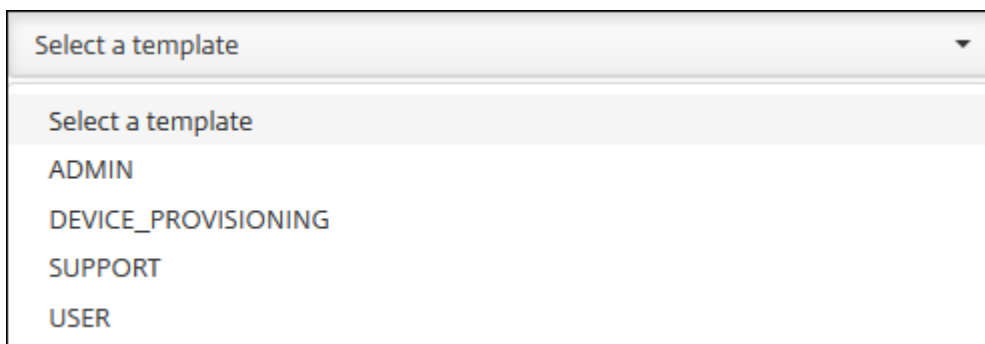 Select a template
Select a template
ADMIN
DEVICE_PROVISIONING
SUPPORT
USER